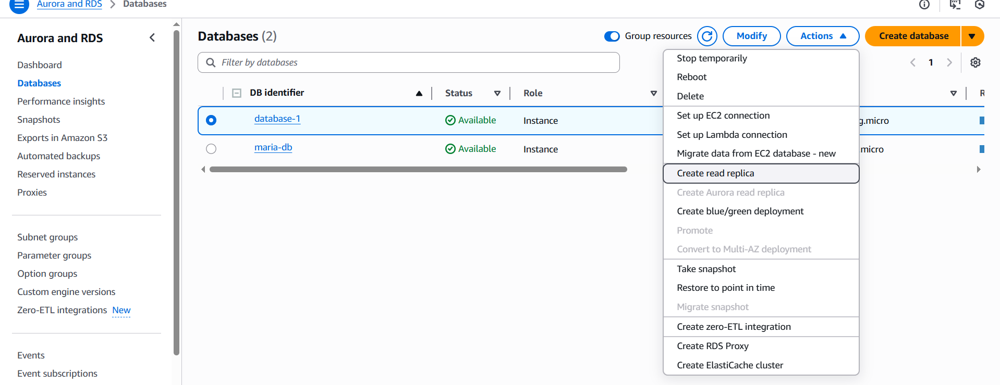 Aurora and RDS > Databases
Aurora and RDS
Dashboard
Databases
Performance insights
Snapshots
Exports in Amazon S3
Automated backups
Reserved instances
Proxies
Subnet groups
Parameter groups
Option groups
Custom engine versions
Zero-ETL integrations New
Events
Event subscriptions
Databases (2)
Group resources
Modify
Actions
Create database
Filter by databases
1
DB identifier
Status
Role
database-1
Available
Instance
g.micro
maria-db
Available
Instance
.micro
Stop temporarily
Reboot
Delete
Set up EC2 connection
Set up Lambda connection
Migrate data from EC2 database - new
Create read replica
Create Aurora read replica
Create blue/green deployment
Promote
Convert to Multi-AZ deployment
Take snapshot
Restore to point in time
Migrate snapshot
Create zero-ETL integration
Create RDS Proxy
Create ElastiCache cluster